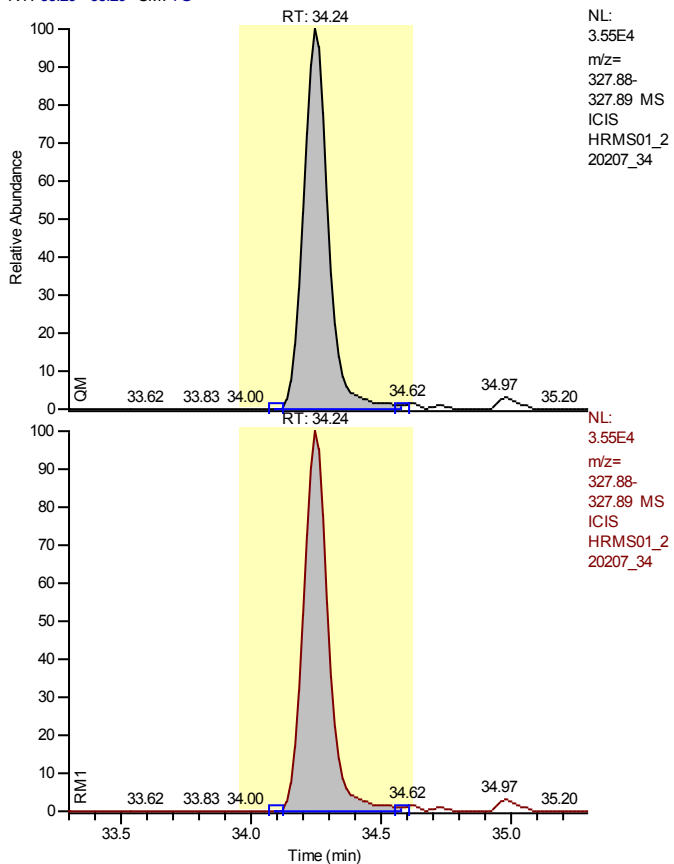 RT: 34.24
NL:
3.55E4
m/z=
327.88-
327.89 MS
ICIS
HRMS01_2
20207_34
100
90
80
70
60
50
40
30
20
10
0
Relative Abundance
QM
33.62 33.83 34.00 34.62 34.97 35.20
RT: 34.24
NL:
3.55E4
m/z=
327.88-
327.89 MS
ICIS
HRMS01_2
20207_34
100
90
80
70
60
50
40
30
20
10
0
RM1
33.62 33.83 34.00 34.62 34.97 35.20
33.5 34.0 34.5 35.0
Time (min)